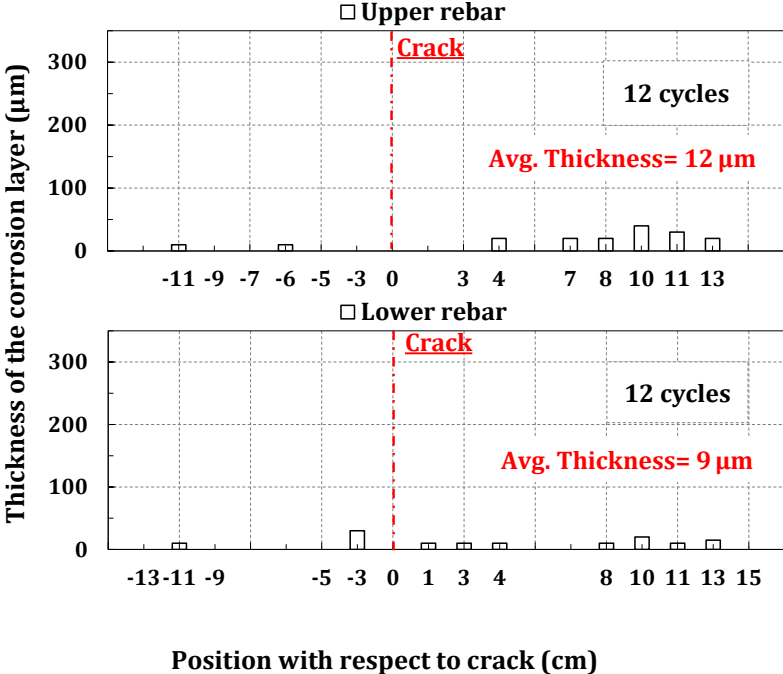 □ Upper rebar
Crack
300
12 cycles
200
Avg. Thickness= 12 µm
100
0
-11 -9 -7 -6 -5 -3 0 3 4 7 8 10 11 13
Thickness of the corrosion layer (µm)
□ Lower rebar
Crack
300
12 cycles
200
Avg. Thickness= 9 µm
100
0
-13 -11 -9 -5 -3 0 1 3 4 8 10 11 13 15
Position with respect to crack (cm)